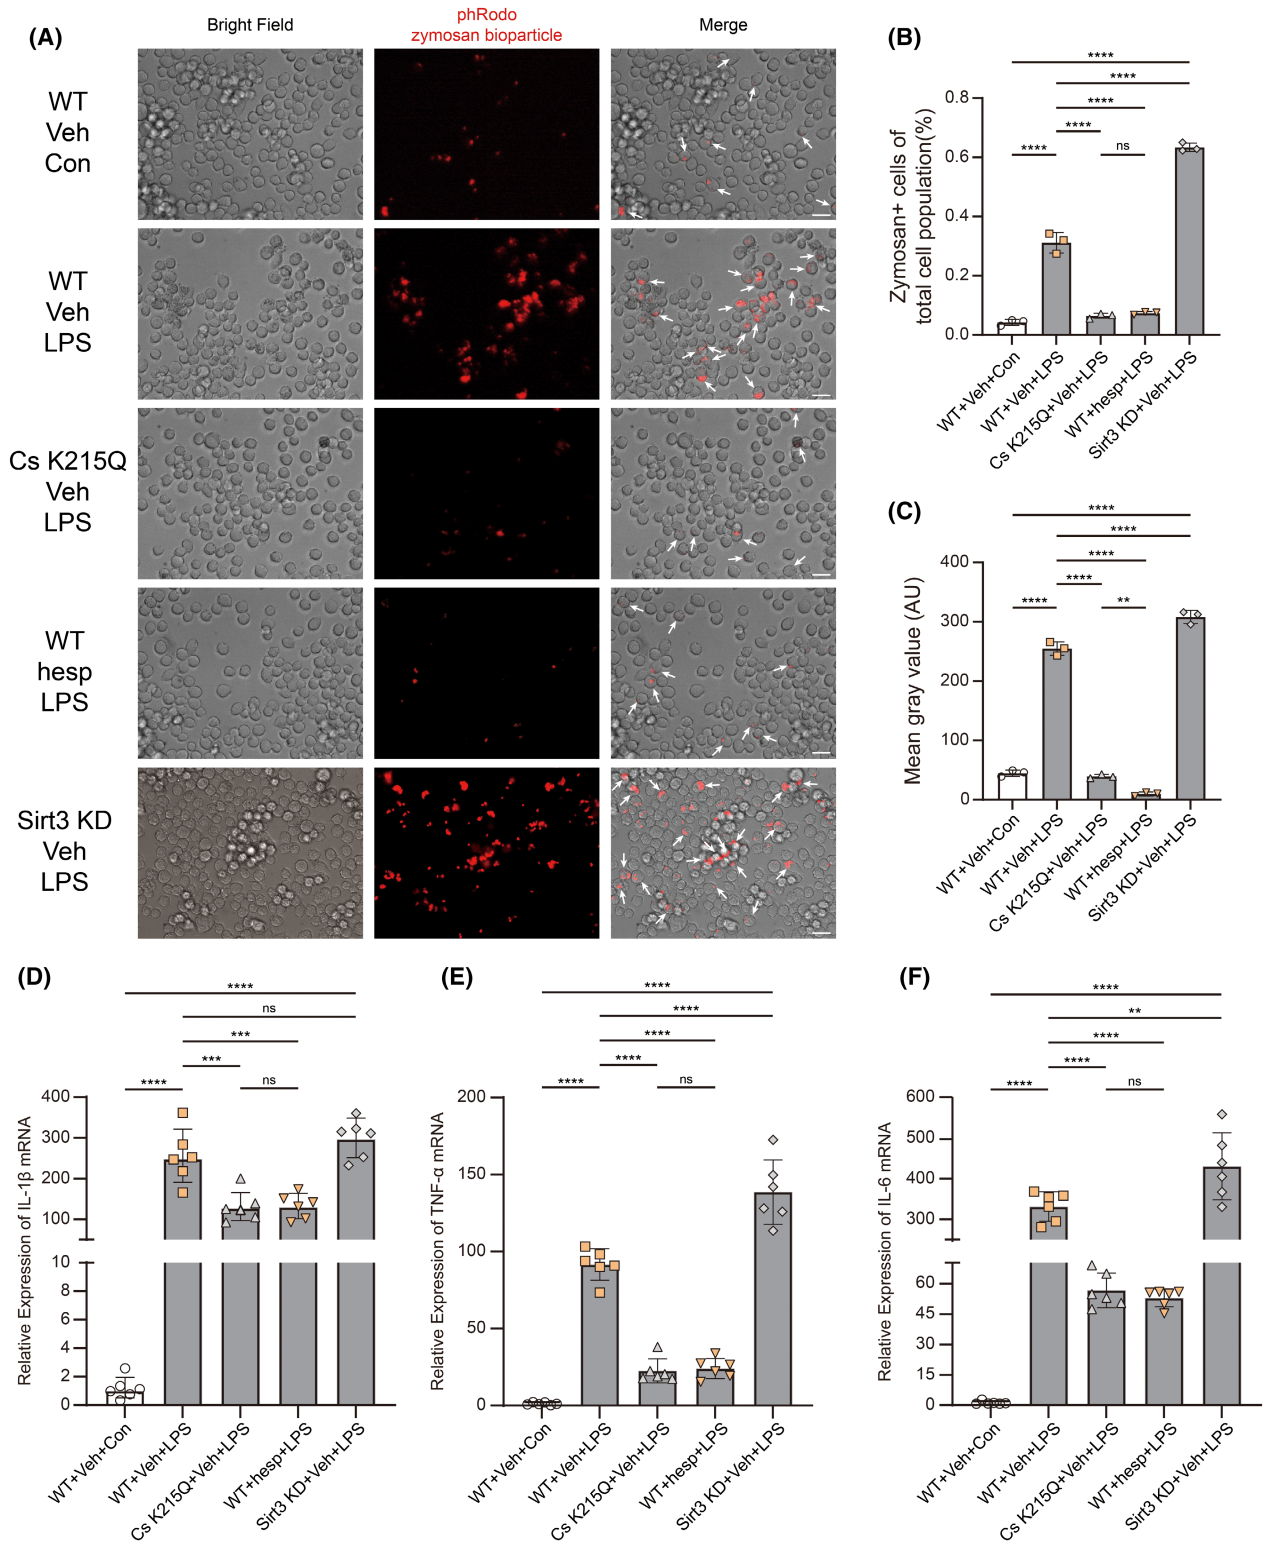 (A)
Bright Field
phRodo
zymosan bioparticle
Merge
WT
Veh
Con
WT
Veh
LPS
Cs K215Q
Veh
LPS
WT
hesp
LPS
Sirt3 KD
Veh
LPS
(B)
****
****
****
****
****
ns
Zymosan+ cells of
total cell population(%)
0.8
0.6
0.4
0.2
0.0
WT+Veh+Con
WT+Veh+LPS
Cs K215Q+Veh+LPS
WT+hesp+LPS
Sirt3 KD+Veh+LPS
(C)
****
****
****
****
****
**
Mean gray value (AU)
400
300
200
100
0
WT+Veh+Con
WT+Veh+LPS
Cs K215Q+Veh+LPS
WT+hesp+LPS
Sirt3 KD+Veh+LPS
(D)
****
ns
***
***
****
ns
Relative Expression of IL-1β mRNA
400
300
200
100
10
8
6
4
2
0
WT+Veh+Con
WT+Veh+LPS
Cs K215Q+Veh+LPS
WT+hesp+LPS
Sirt3 KD+Veh+LPS
(E)
****
****
****
****
****
ns
Relative Expression of TNF-α mRNA
200
150
100
50
0
WT+Veh+Con
WT+Veh+LPS
Cs K215Q+Veh+LPS
WT+hesp+LPS
Sirt3 KD+Veh+LPS
(F)
****
**
****
****
****
ns
Relative Expression of IL-6 mRNA
600
500
400
300
60
45
30
15
0
WT+Veh+Con
WT+Veh+LPS
Cs K215Q+Veh+LPS
WT+hesp+LPS
Sirt3 KD+Veh+LPS